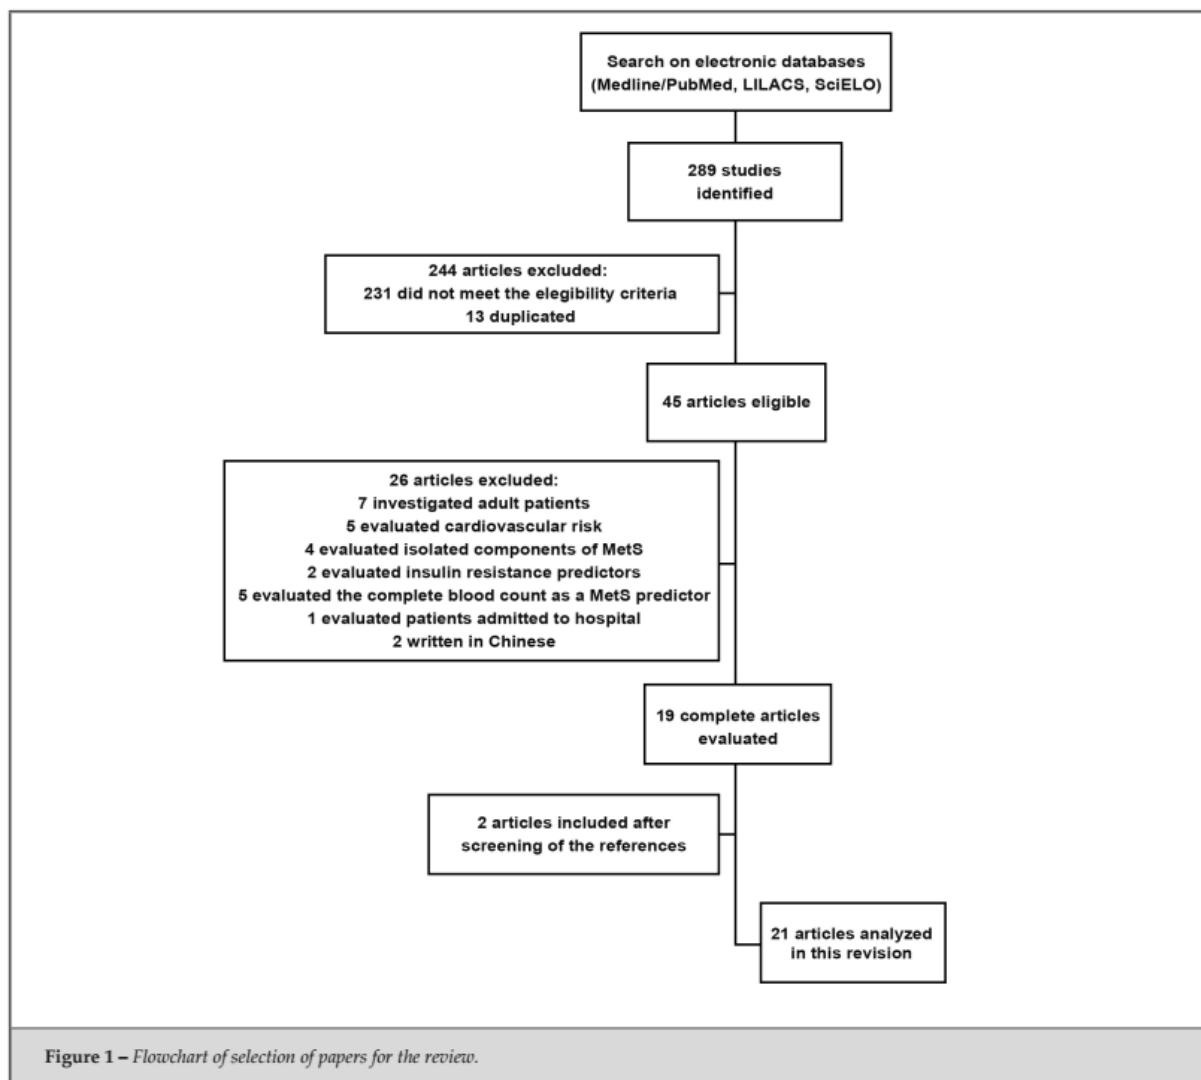 Search on electronic databases
(Medline/PubMed, LILACS, SciELO)
289 studies
identified
244 articles excluded:
231 did not meet the elegibility criteria
13 duplicated
45 articles eligible
26 articles excluded:
7 investigated adult patients
5 evaluated cardiovascular risk
4 evaluated isolated components of MetS
2 evaluated insulin resistance predictors
5 evaluated the complete blood count as a MetS predictor
1 evaluated patients admitted to hospital
2 written in Chinese
19 complete articles
evaluated
2 articles included after
screening of the references
21 articles analyzed
in this revision
Figure 1 – Flowchart of selection of papers for the review.